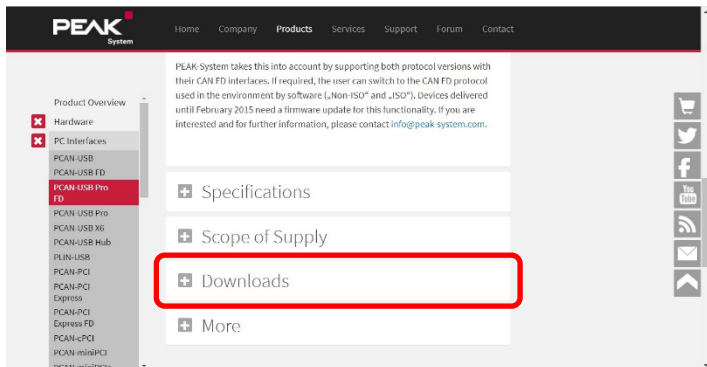 PEAK
System
Home Company Products Services Support Forum Contact
PEAK-System takes this into account by supporting both protocol versions with
their CAN FD interfaces. If required, the user can switch to the CAN FD protocol
used in the environment by software („Non-ISO“ and „ISO“). Devices delivered
until February 2015 need a firmware update for this functionality. If you are
interested and for further information, please contact info@peak-system.com.
Product Overview
Hardware
PC Interfaces
PCAN-USB
PCAN-USB FD
PCAN-USB Pro
FD
PCAN-USB Pro
PCAN-USB X6
PCAN-USB Hub
PLIN-USB
PCAN-PCI
PCAN-PCI
Express
PCAN-PCI
Express FD
PCAN-cPCI
PCAN-miniPCI
PCAN-miniPCIe
Specifications
Scope of Supply
Downloads
More
You
Tube